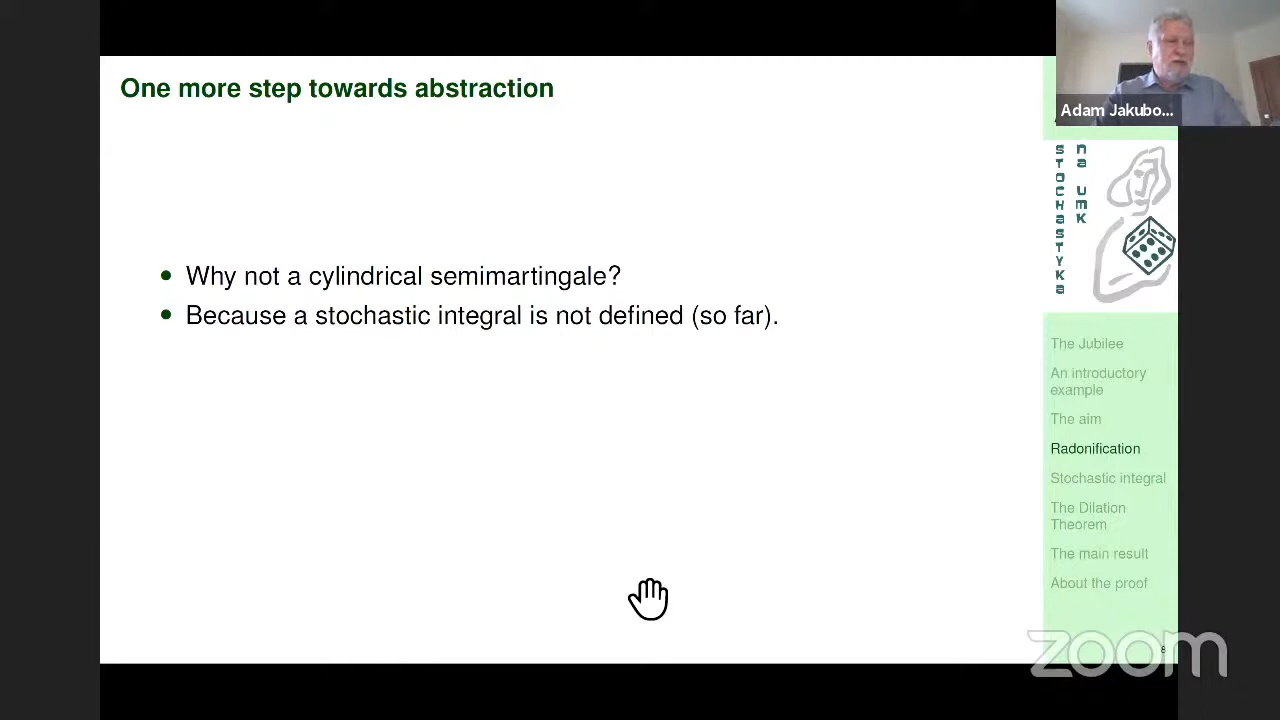 One more step towards abstraction
Why not a cylindrical semimartingale?
Because a stochastic integral is not defined (so far).
Adam Jakubo...
STOCHASTYKA
na UMK
The Jubilee
An introductory
example
The aim
Radonification
Stochastic integral
The Dilation
Theorem
The main result
About the proof
8
zoom